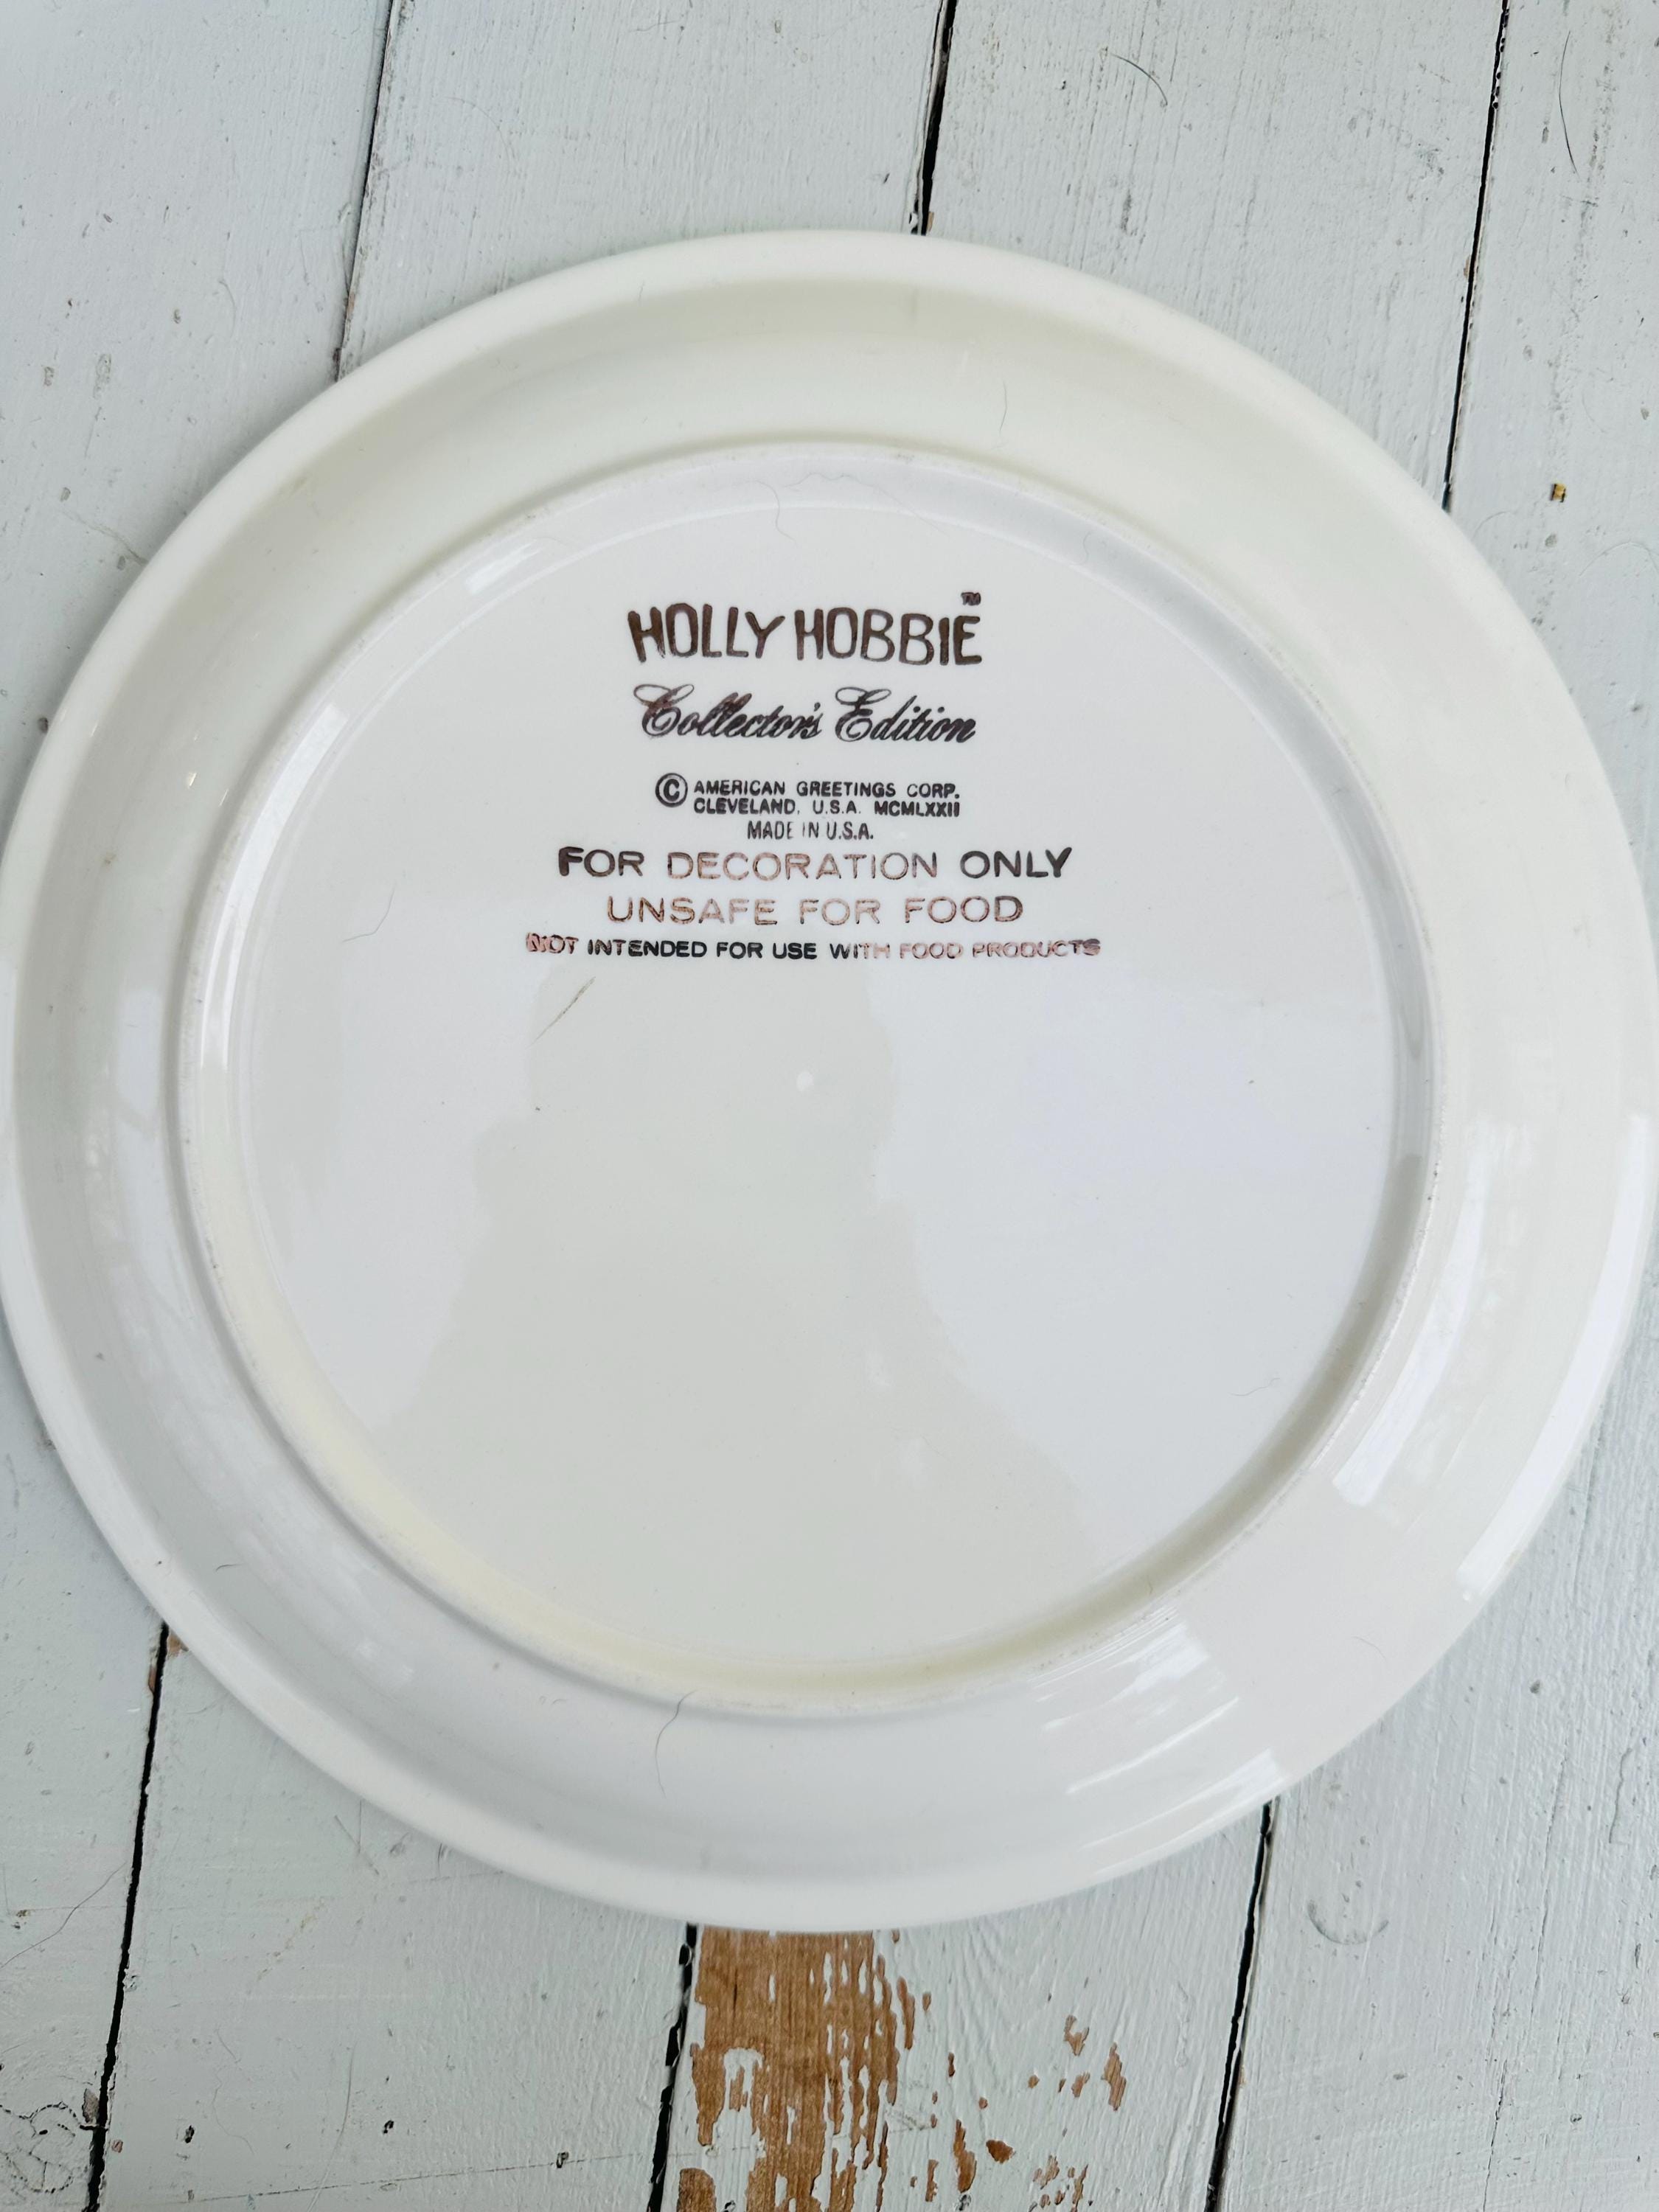 HOLLY HOBBIE™
Collector's Edition
© AMERICAN GREETINGS CORP.
CLEVELAND, U.S.A. MCMLXXII
MADE IN U.S.A.
FOR DECORATION ONLY
UNSAFE FOR FOOD
NOT INTENDED FOR USE WITH FOOD PRODUCTS